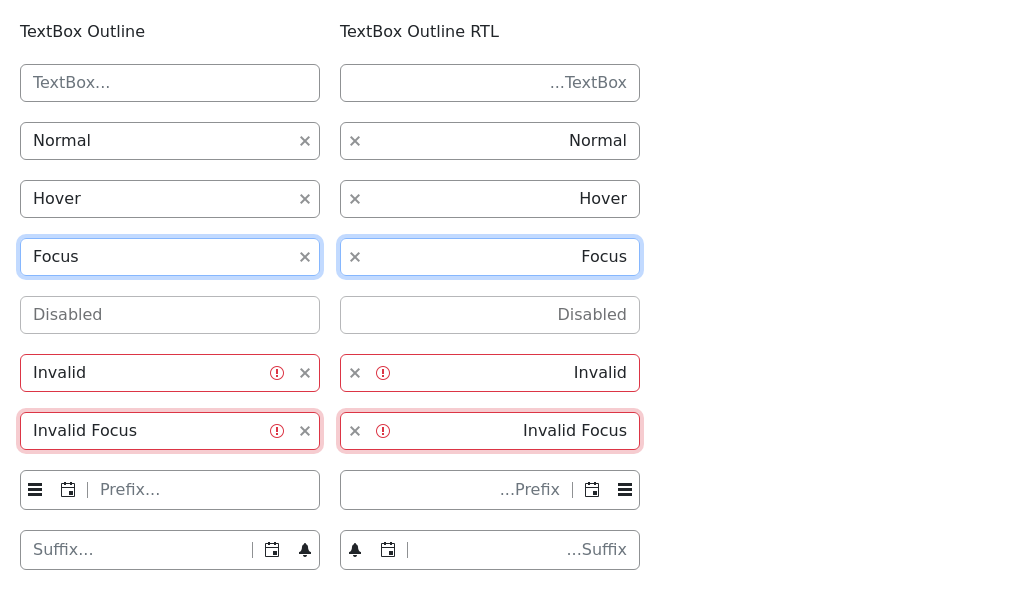 TextBox Outline
TextBox Outline RTL
TextBox...
...TextBox
Normal
Normal
Hover
Hover
Focus
Focus
Disabled
Disabled
Invalid
Invalid
Invalid Focus
Invalid Focus
Prefix...
...Prefix
Suffix...
...Suffix